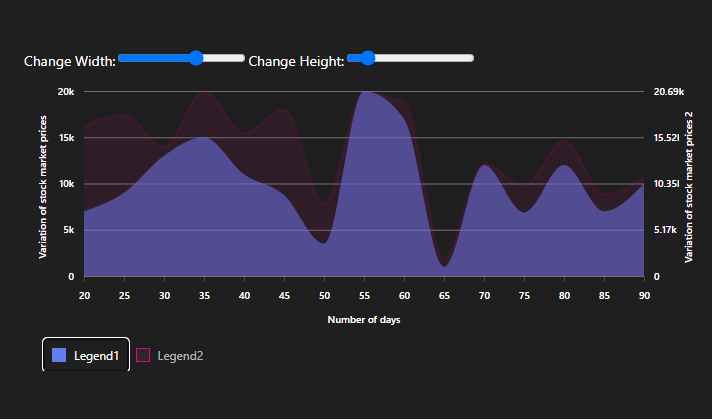 Change Width: Change Height:
Variation of stock market prices
20k
15k
10k
5k
0
20.69k
15.52l
10.35l
5.17k
0
Variation of stock market prices 2
20 25 30 35 40 45 50 55 60 65 70 75 80 85 90
Number of days
Legend1 Legend2